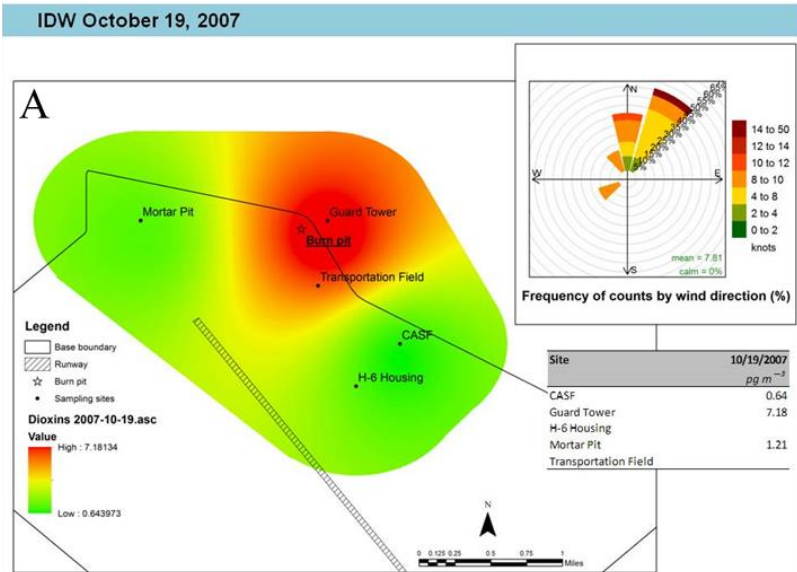 IDW October 19, 2007
A
Mortar Pit
Guard Tower
Burn pit
Transportation Field
CASF
H-6 Housing
Legend
Base boundary
Runway
Burn pit
Sampling sites
Dioxins 2007-10-19.asc
Value
High : 7.18134
Low : 0.643973
N
0 0.125 0.25 0.5 0.75 1
Miles
N
W
E
S
65%
60%
55%
50%
mean = 7.81
calm = 0%
14 to 50
12 to 14
10 to 12
8 to 10
4 to 8
2 to 4
0 to 2
knots
Frequency of counts by wind direction (%)
Site 10/19/2007
pg m⁻³
CASF 0.64
Guard Tower 7.18
H-6 Housing
Mortar Pit 1.21
Transportation Field